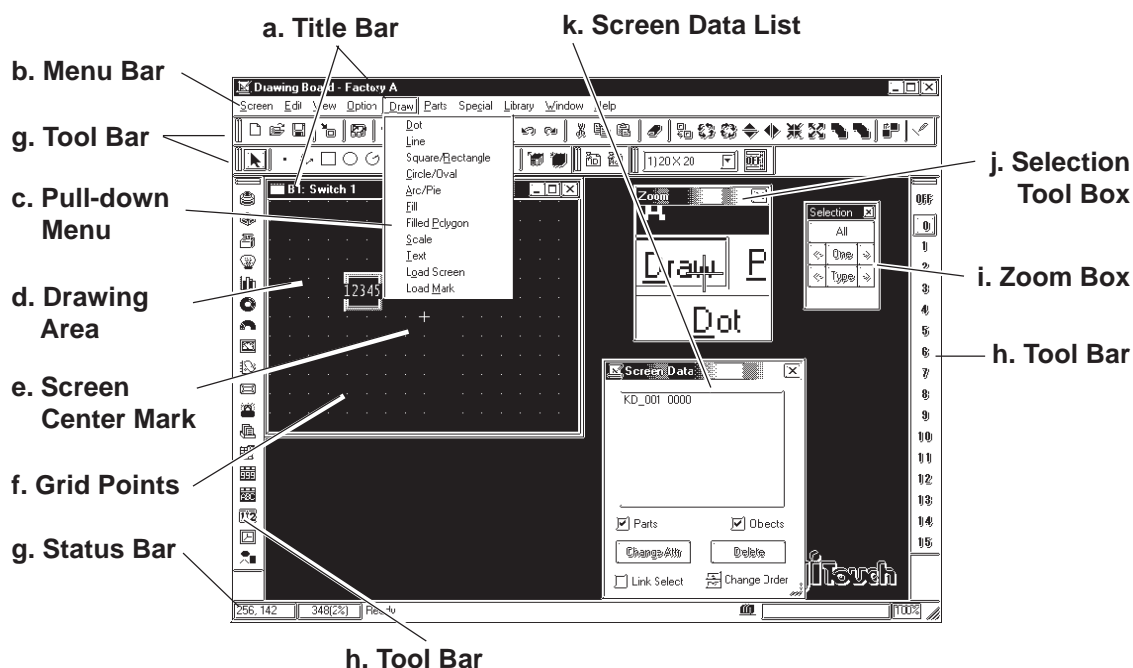 a. Title Bar
k. Screen Data List
b. Menu Bar
Drawing Board - Factory A
Screen Edit View Option Draw Parts Special Library Window Help
g. Tool Bar
Dot
Line
Square/Rectangle
Circle/Oval
Arc/Pie
Fill
Filled Polygon
Scale
Text
Load Screen
Load Mark
1) 20 X 20
OFF
j. Selection
Tool Box
c. Pull-down
Menu
B1: Switch 1
Zoom
A
Draw P
Dot
Selection
All
One
Type
OFF
0
1
2
3
4
5
6
7
8
9
10
11
12
13
14
15
i. Zoom Box
d. Drawing
Area
12345
h. Tool Bar
e. Screen
Center Mark
Screen Data
KD_001 0000
f. Grid Points
Parts
Obects
Change Attr
Delete
Link Select
Change Order
g. Status Bar
Touch
256, 142
348(2%)
Ready
100%
h. Tool Bar